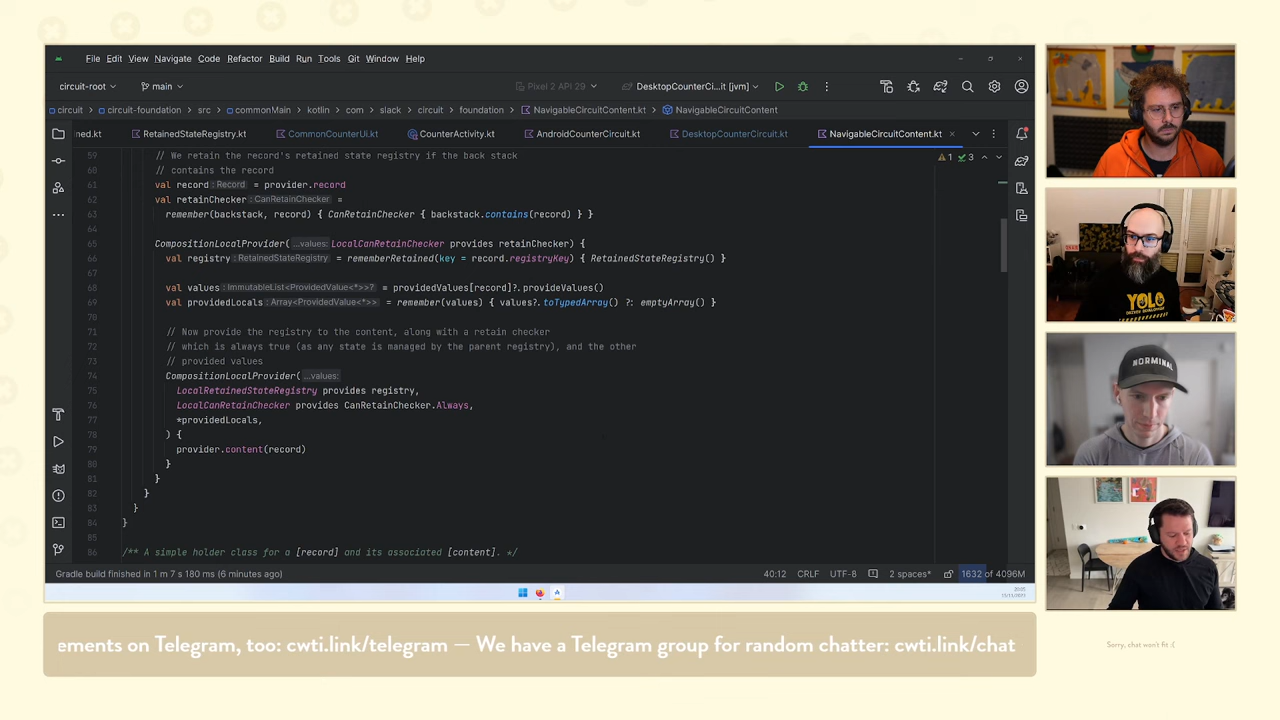 File Edit View Navigate Code Refactor Build Run Tools Git Window Help
circuit-root main Pixel 2 API 29 DesktopCounterCi...it [jvm]
circuit circuit-foundation src commonMain kotlin com slack circuit foundation NavigableCircuitContent.kt NavigableCircuitContent
ned.kt RetainedStateRegistry.kt CommonCounterUi.kt CounterActivity.kt AndroidCounterCircuit.kt DesktopCounterCircuit.kt NavigableCircuitContent.kt
1 3
59 // We retain the record's retained state registry if the back stack
60 // contains the record
61 val record : Record = provider.record
62 val retainChecker : CanRetainChecker =
63 remember(backstack, record) { CanRetainChecker { backstack.contains(record) } }
64
65 CompositionLocalProvider( ...values: LocalCanRetainChecker provides retainChecker) {
66 val registry : RetainedStateRegistry = rememberRetained(key = record.registryKey) { RetainedStateRegistry() }
67
68 val values : ImmutableList<ProvidedValue<*>>? = providedValues[record]?.provideValues()
69 val providedLocals : Array<ProvidedValue<*>> = remember(values) { values?.toTypedArray() ?: emptyArray() }
70
71 // Now provide the registry to the content, along with a retain checker
72 // which is always true (as any state is managed by the parent registry), and the other
73 // provided values
74 CompositionLocalProvider( ...values:
75 LocalRetainedStateRegistry provides registry,
76 LocalCanRetainChecker provides CanRetainChecker.Always,
77 *providedLocals,
78 ) {
79 provider.content(record)
80 }
81 }
82 }
83 }
84 }
85
86 /** A simple holder class for a [record] and its associated [content]. */
Gradle build finished in 1 m 7 s 180 ms (6 minutes ago) 40:12 CRLF UTF-8 2 spaces* 1632 of 4096M
YOLO
NORMINAL
ements on Telegram, too: cwti.link/telegram — We have a Telegram group for random chatter: cwti.link/chat
Sorry, chat won't fit :(